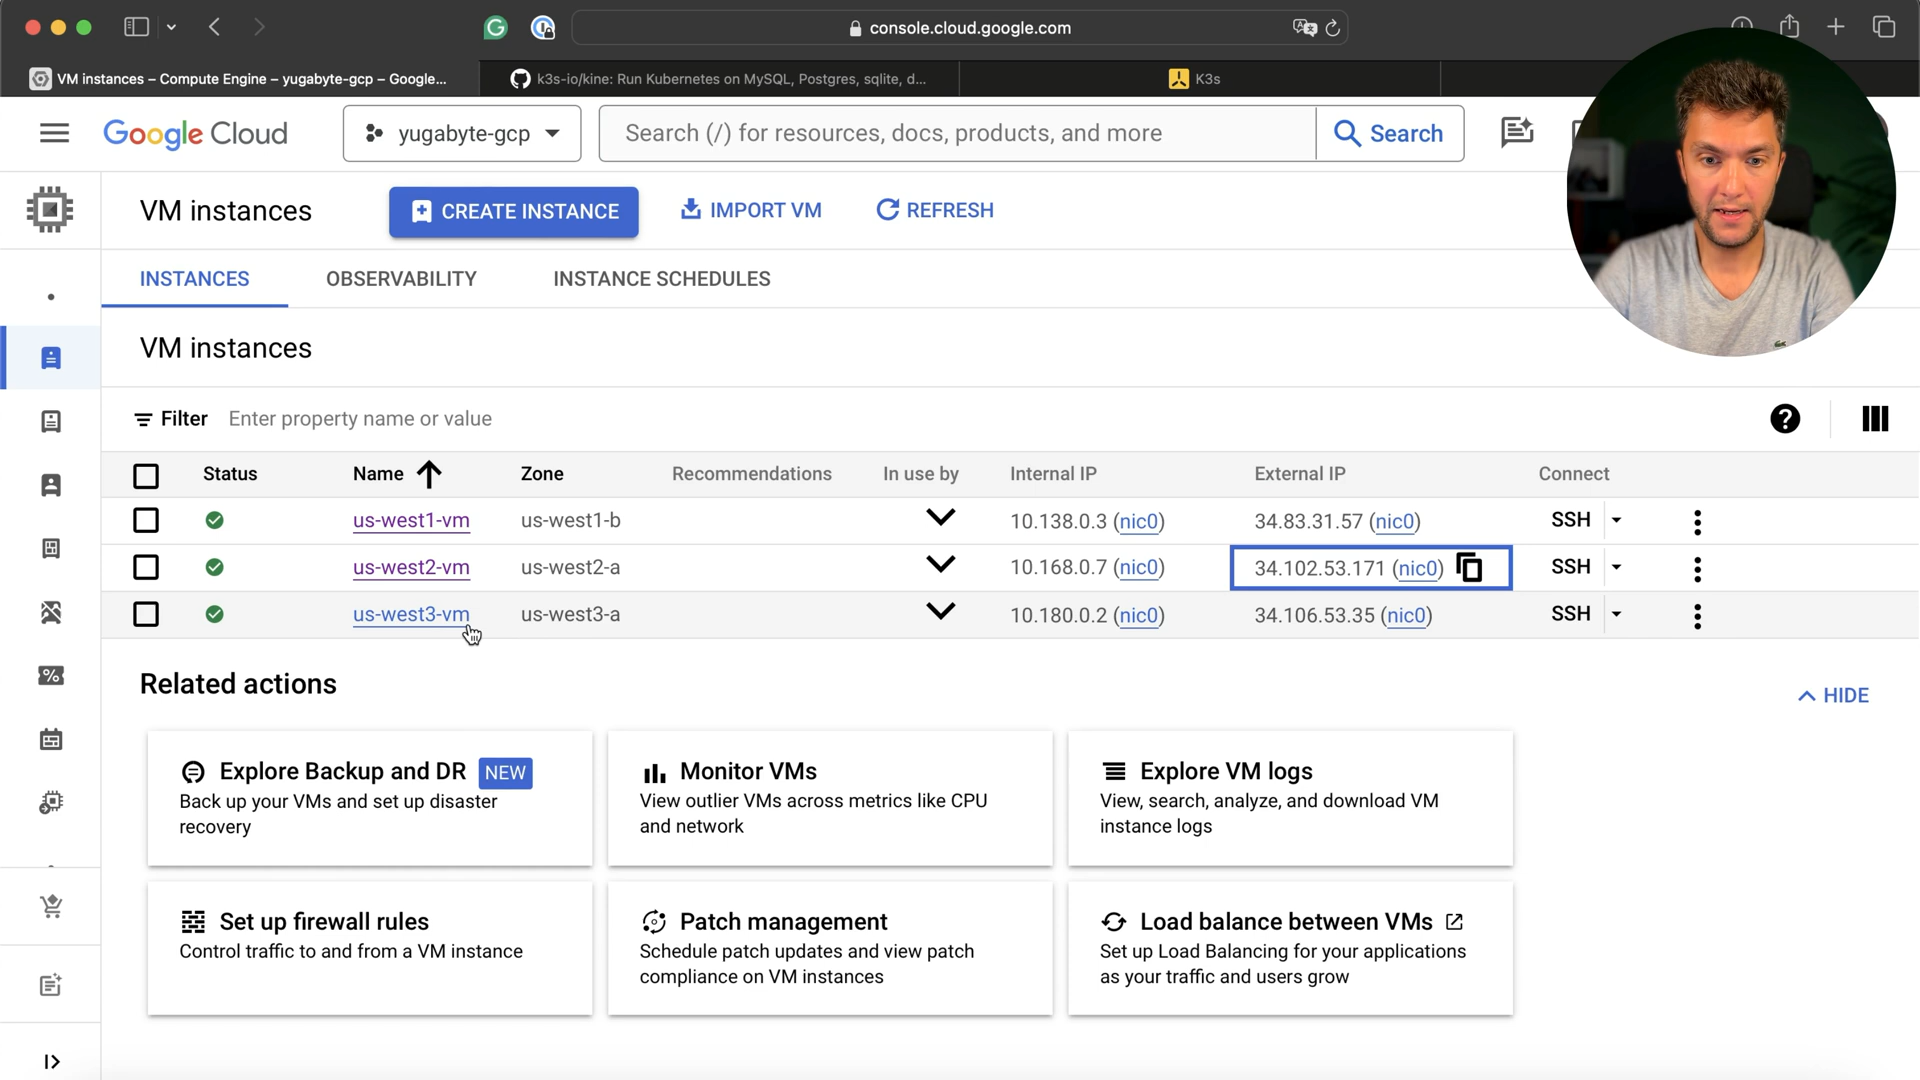 console.cloud.google.com
VM instances – Compute Engine – yugabyte-gcp – Google...
k3s-io/kine: Run Kubernetes on MySQL, Postgres, sqlite, d...
K3s
Google Cloud
yugabyte-gcp
Search (/) for resources, docs, products, and more
Search
VM instances
CREATE INSTANCE
IMPORT VM
REFRESH
INSTANCES
OBSERVABILITY
INSTANCE SCHEDULES
VM instances
Filter Enter property name or value
Status Name Zone Recommendations In use by Internal IP External IP Connect
us-west1-vm us-west1-b 10.138.0.3 (nic0) 34.83.31.57 (nic0) SSH
us-west2-vm us-west2-a 10.168.0.7 (nic0) 34.102.53.171 (nic0) SSH
us-west3-vm us-west3-a 10.180.0.2 (nic0) 34.106.53.35 (nic0) SSH
Related actions
HIDE
Explore Backup and DR NEW
Back up your VMs and set up disaster
recovery
Monitor VMs
View outlier VMs across metrics like CPU
and network
Explore VM logs
View, search, analyze, and download VM
instance logs
Set up firewall rules
Control traffic to and from a VM instance
Patch management
Schedule patch updates and view patch
compliance on VM instances
Load balance between VMs
Set up Load Balancing for your applications
as your traffic and users grow